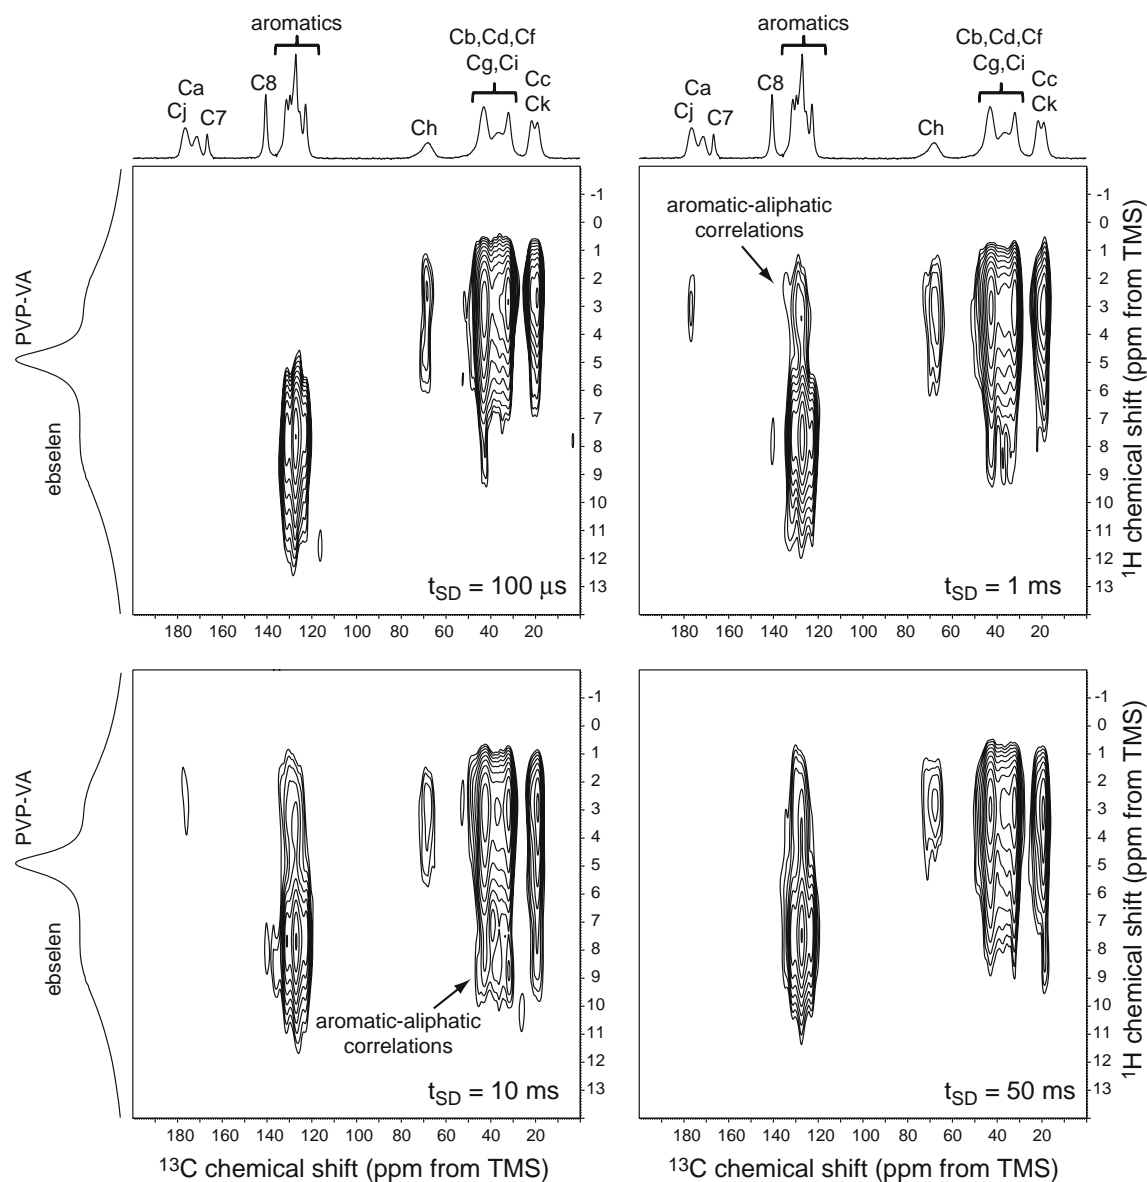 aromatics
Cb,Cd,Cf
Cg,Ci
Ca
Cj
C7
C8
Ch
Cc
Ck
aromatics
Cb,Cd,Cf
Cg,Ci
Ca
Cj
C7
C8
Ch
Cc
Ck
PVP-VA
ebselen
-1
0
1
2
3
4
5
6
7
8
9
10
11
12
13
tSD = 100 μs
180 160 140 120 100 80 60 40 20
aromatic-aliphatic
correlations
-1
0
1
2
3
4
5
6
7
8
9
10
11
12
13
1H chemical shift (ppm from TMS)
tSD = 1 ms
180 160 140 120 100 80 60 40 20
PVP-VA
ebselen
-1
0
1
2
3
4
5
6
7
8
9
10
11
12
13
aromatic-aliphatic
correlations
tSD = 10 ms
180 160 140 120 100 80 60 40 20
13C chemical shift (ppm from TMS)
-1
0
1
2
3
4
5
6
7
8
9
10
11
12
13
1H chemical shift (ppm from TMS)
tSD = 50 ms
180 160 140 120 100 80 60 40 20
13C chemical shift (ppm from TMS)